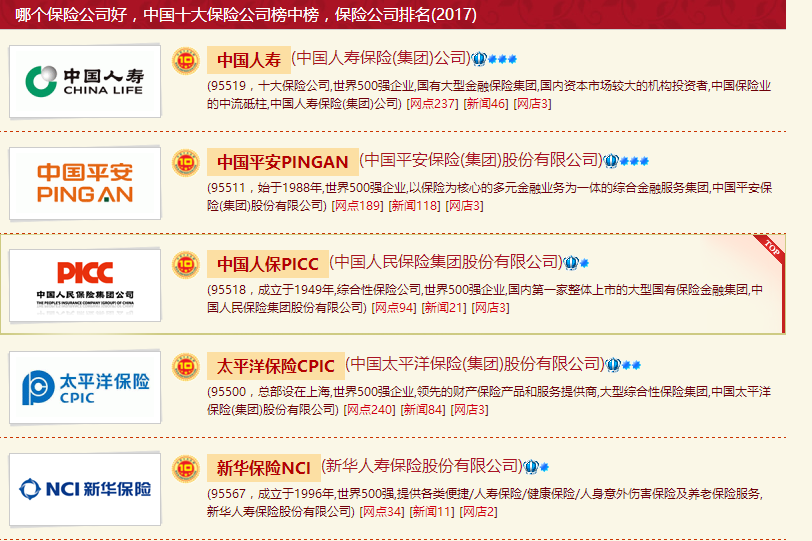 哪个保险公司好，中国十大保险公司榜中榜，保险公司排名(2017)
中国人寿
CHINA LIFE
中国人寿(中国人寿保险(集团)公司)
(95519，十大保险公司,世界500强企业,国有大型金融保险集团,国内资本市场较大的机构投资者,中国保险业
的中流砥柱,中国人寿保险(集团)公司) [网点237] [新闻46] [网店3]
中国平安
PING AN
中国平安PINGAN(中国平安保险(集团)股份有限公司)
(95511，始于1988年,世界500强企业,以保险为核心的多元金融业务为一体的综合金融服务集团,中国平安保
险(集团)股份有限公司) [网点189] [新闻118] [网店3]
TOP
PICC
中国人民保险集团公司
THE PEOPLE'S INSURANCE COMPANY (GROUP) OF CHINA
中国人保PICC(中国人民保险集团股份有限公司)
(95518，成立于1949年,综合性保险公司,世界500强企业,国内第一家整体上市的大型国有保险金融集团,中
国人民保险集团股份有限公司) [网点94] [新闻21] [网店3]
太平洋保险
CPIC
太平洋保险CPIC(中国太平洋保险(集团)股份有限公司)
(95500，总部设在上海,世界500强企业,领先的财产保险产品和服务提供商,大型综合性保险集团,中国太平洋
保险(集团)股份有限公司) [网点240] [新闻84] [网店3]
NCI 新华保险
新华保险NCI(新华人寿保险股份有限公司)
(95567，成立于1996年,世界500强,提供各类便捷/人寿保险/健康保险/人身意外伤害保险及养老保险服务,
新华人寿保险股份有限公司) [网点34] [新闻11] [网店2]